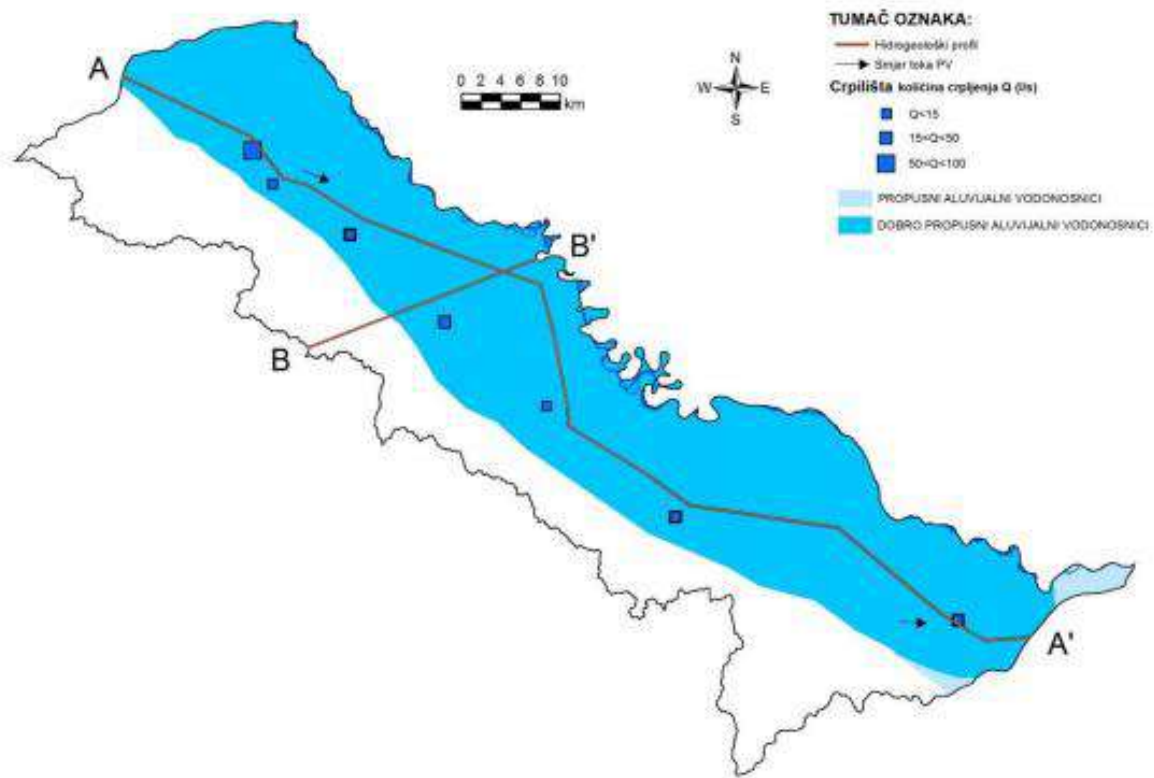 TUMAČ OZNAKA:
Hidrogeološki profil
Smjer toka PV
Crpilišta količina crpljenja Q (l/s)
Q<15
15<Q<50
50<Q<100
PROPUSNI ALUVIJALNI VODONOSNICI
DOBRO PROPUSNI ALUVIJALNI VODONOSNICI
0 2 4 6 8 10
km
N
W E
S
A
B'
B
A'